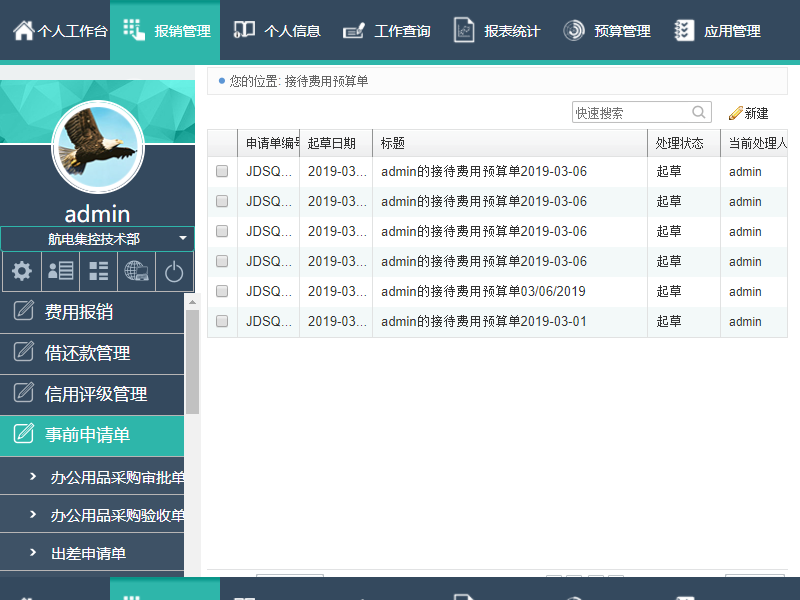 个人工作台 报销管理 个人信息 工作查询 报表统计 预算管理 应用管理
您的位置: 接待费用预算单
快速搜索 新建
admin
航电集控技术部
费用报销
借还款管理
信用评级管理
事前申请单
办公用品采购审批单
办公用品采购验收单
出差申请单
申请单编号 起草日期 标题 处理状态 当前处理人
JDSQ... 2019-03... admin的接待费用预算单2019-03-06 起草 admin
JDSQ... 2019-03... admin的接待费用预算单2019-03-06 起草 admin
JDSQ... 2019-03... admin的接待费用预算单2019-03-06 起草 admin
JDSQ... 2019-03... admin的接待费用预算单2019-03-06 起草 admin
JDSQ... 2019-03... admin的接待费用预算单03/06/2019 起草 admin
JDSQ... 2019-03... admin的接待费用预算单2019-03-01 起草 admin